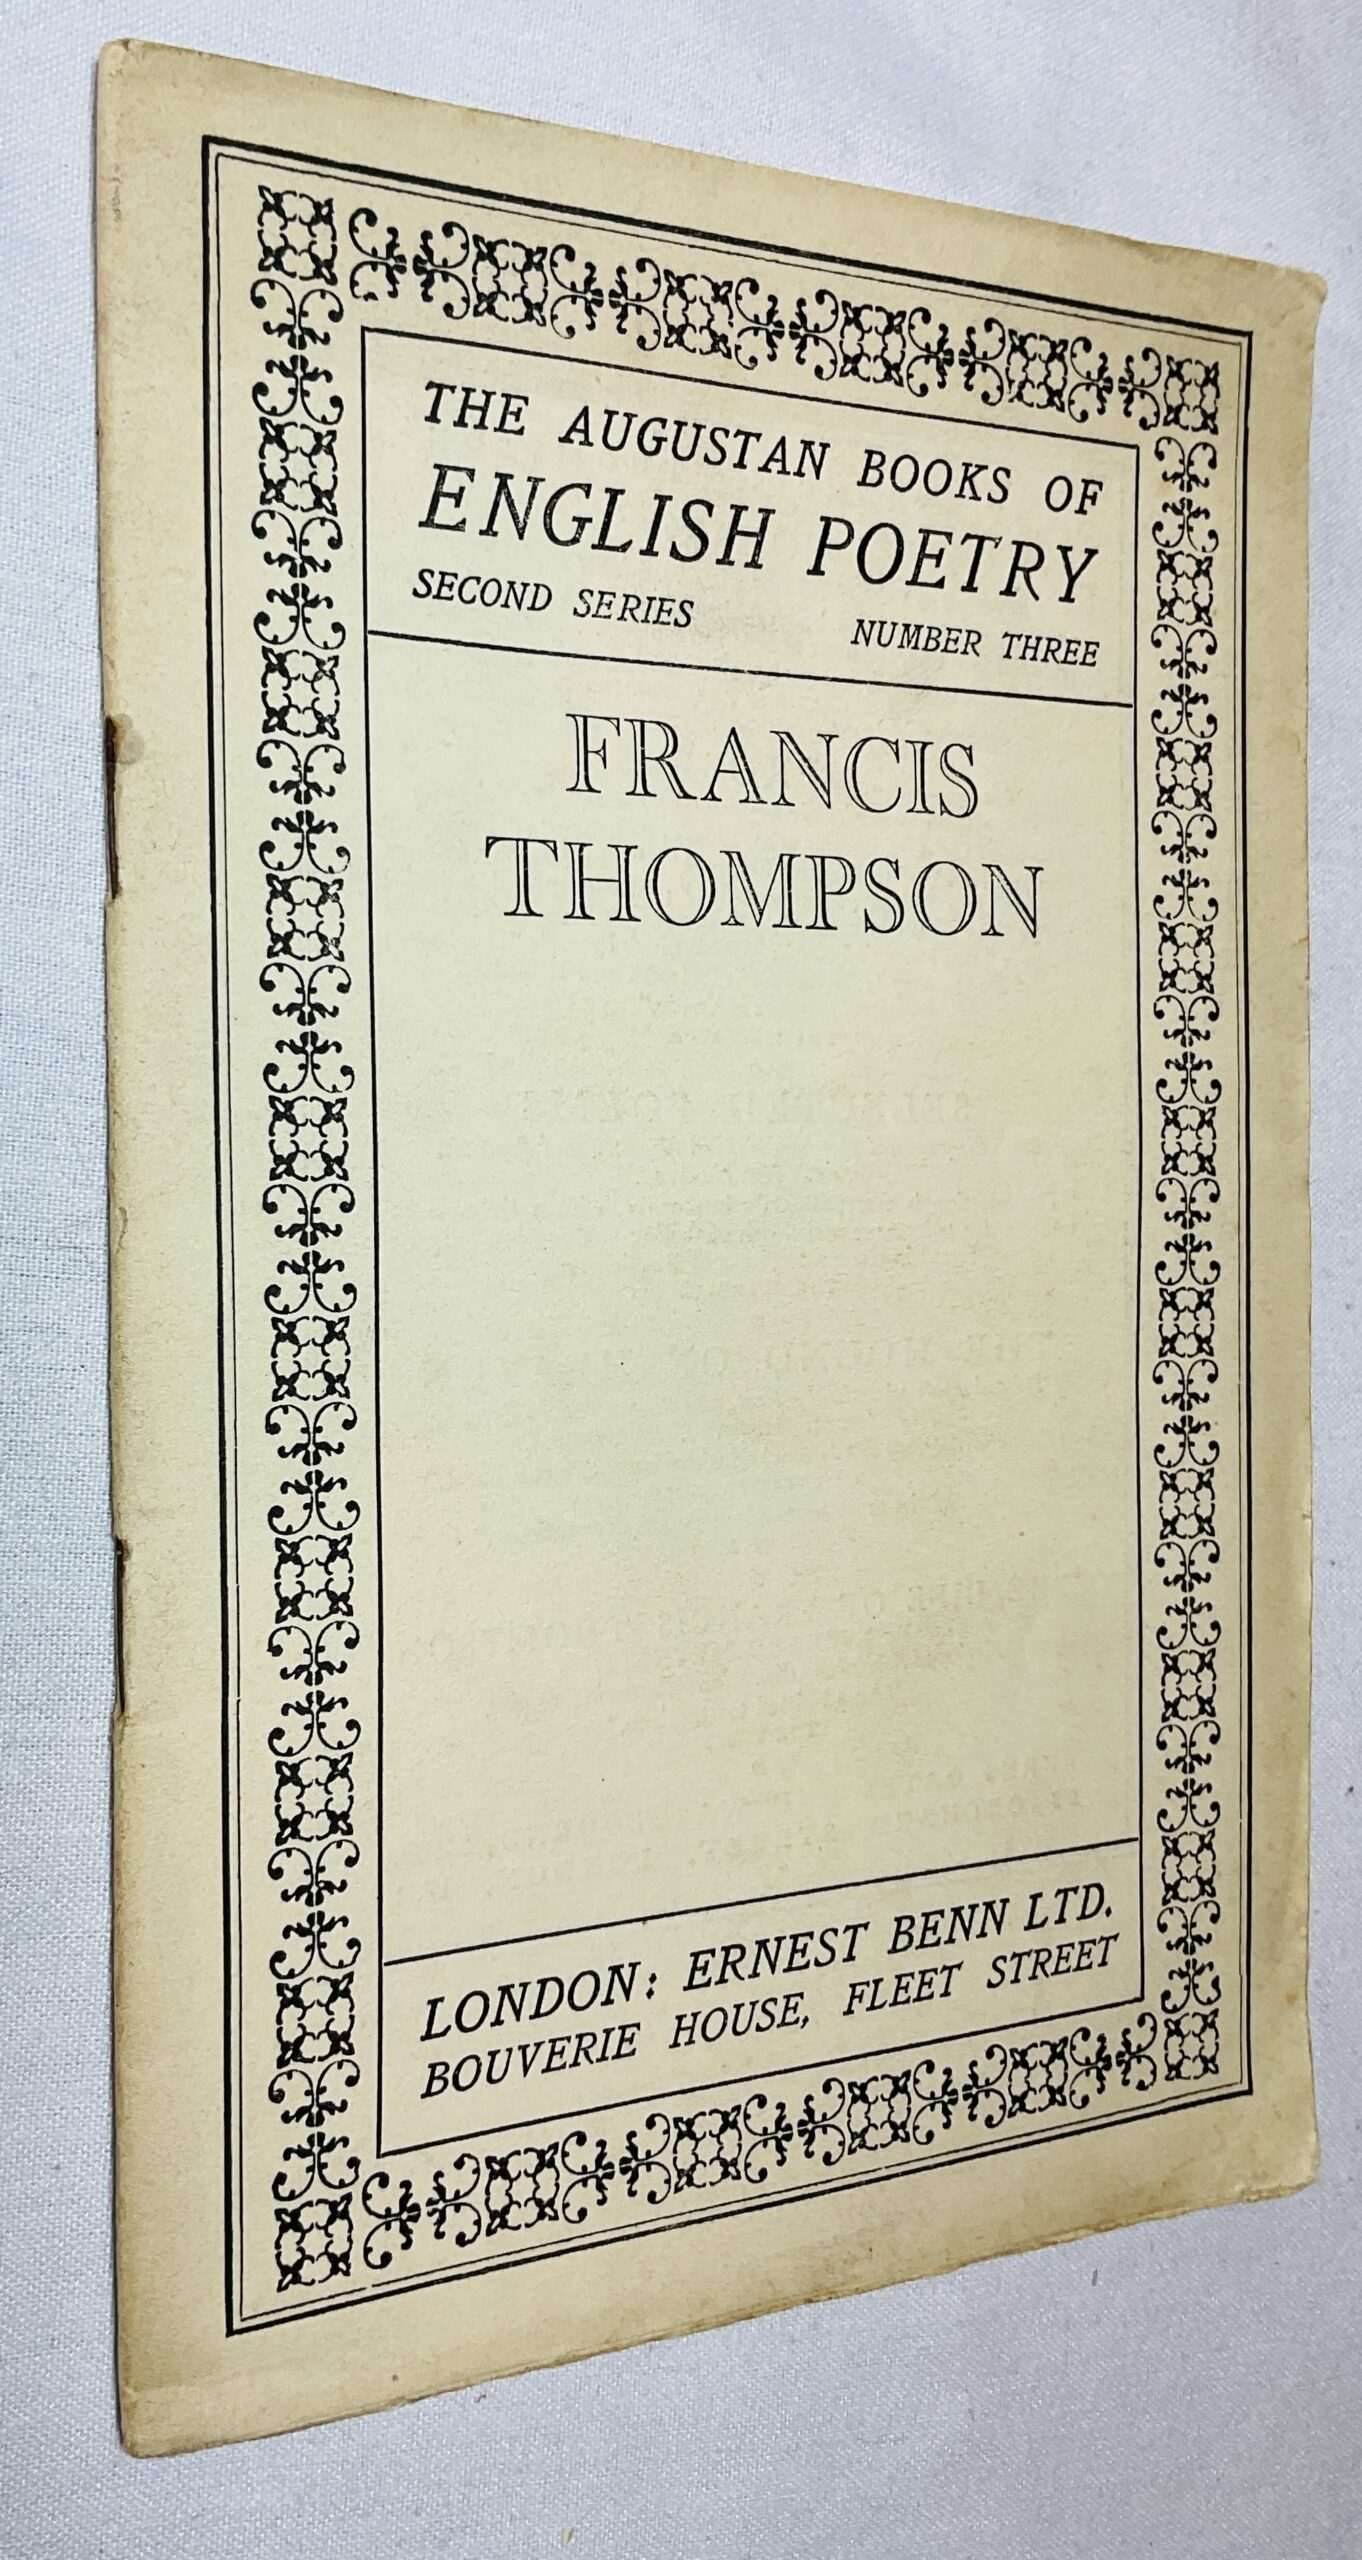 THE AUGUSTAN BOOKS OF
ENGLISH POETRY
SECOND SERIES NUMBER THREE
FRANCIS
THOMPSON
LONDON: ERNEST BENN LTD.
BOUVERIE HOUSE, FLEET STREET